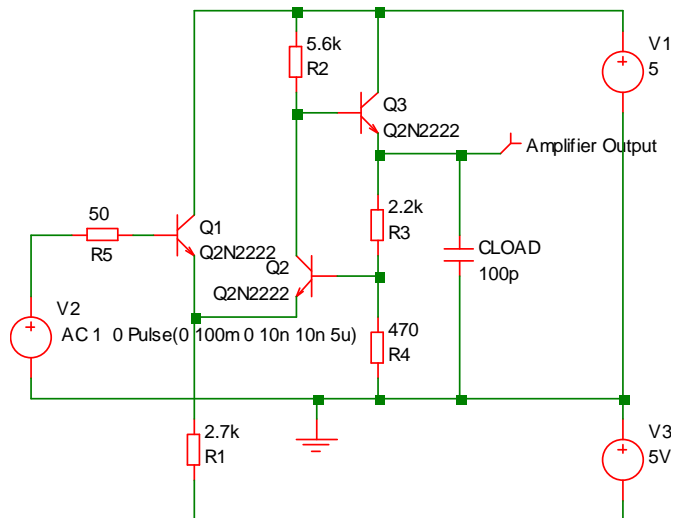 5.6k
R2
V1
5
Q3
Q2N2222
Amplifier Output
50
R5
Q1
Q2N2222
2.2k
R3
CLOAD
100p
Q2
Q2N2222
V2
AC 1 0 Pulse(0 100m 0 10n 10n 5u)
470
R4
2.7k
R1
V3
5V